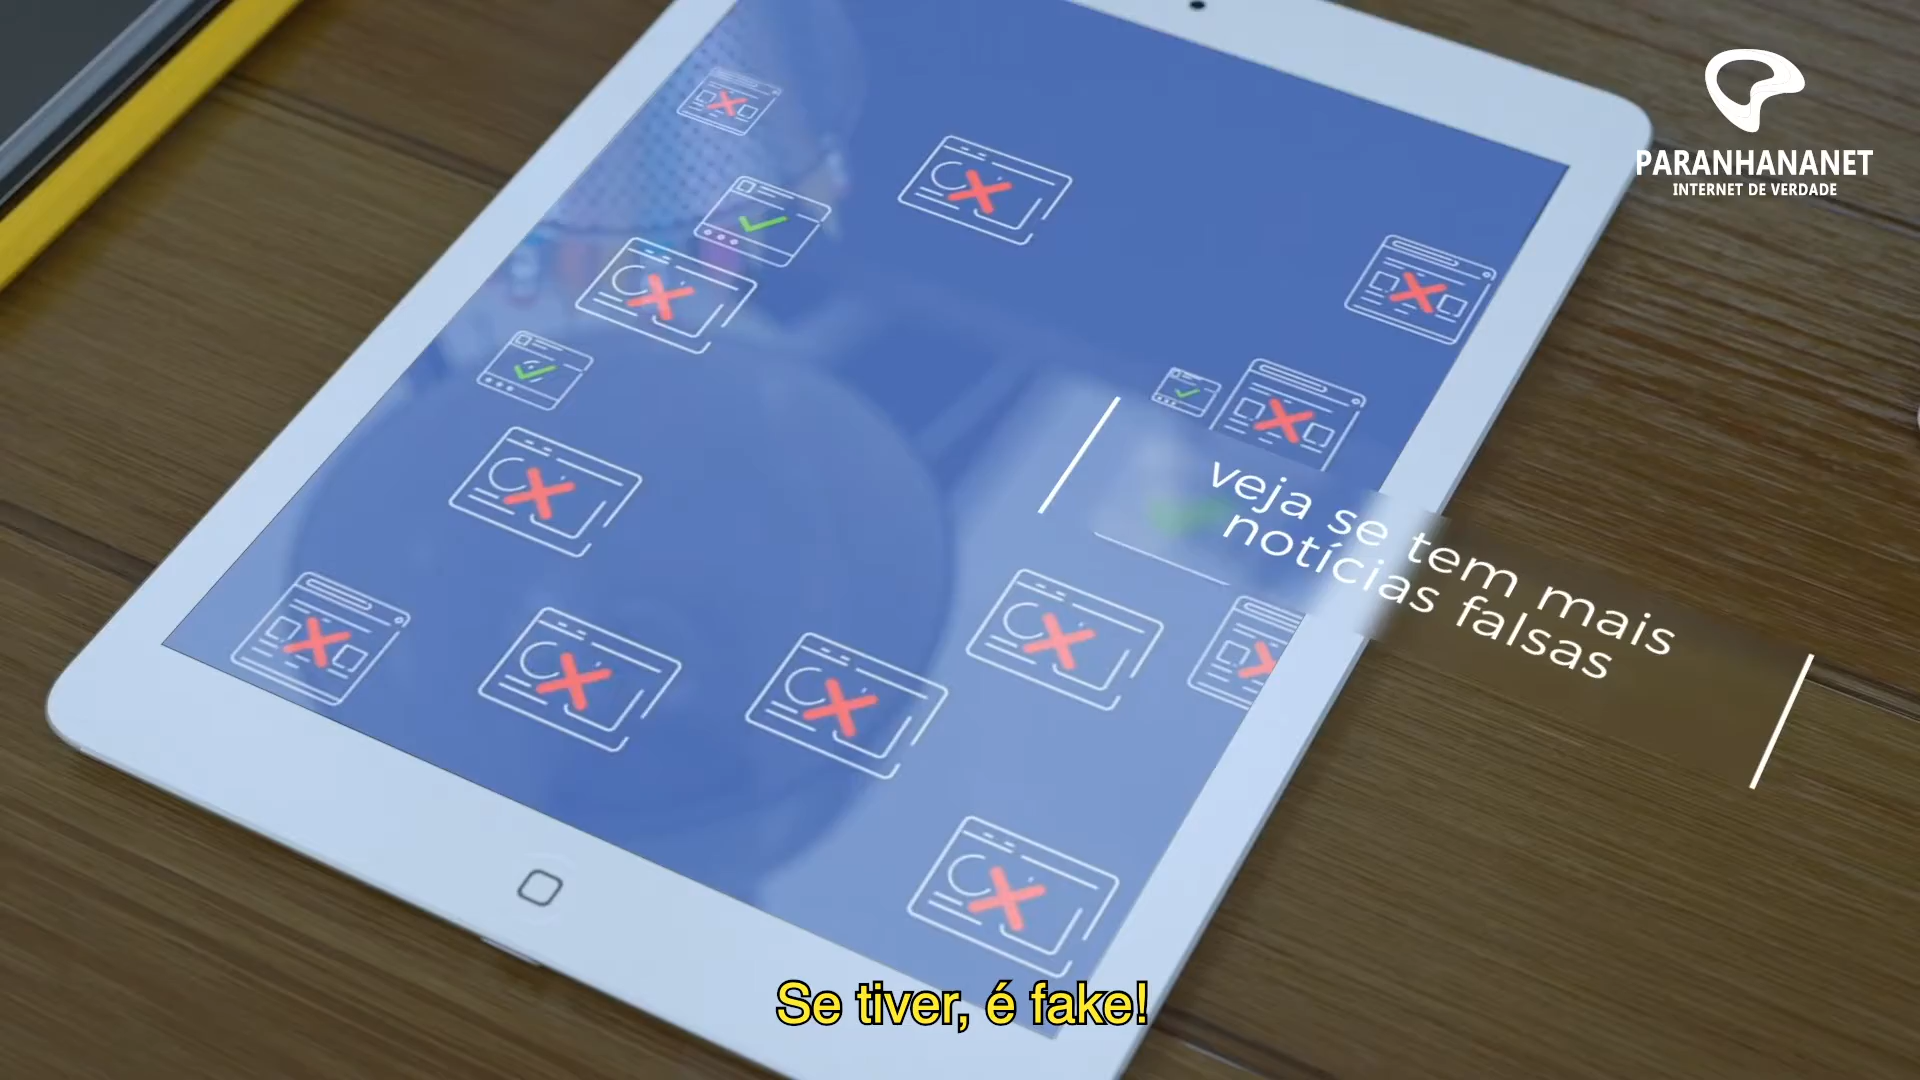 PARANHANANET
INTERNET DE VERDADE
veja se tem mais
notícias falsas
Se tiver, é fake!